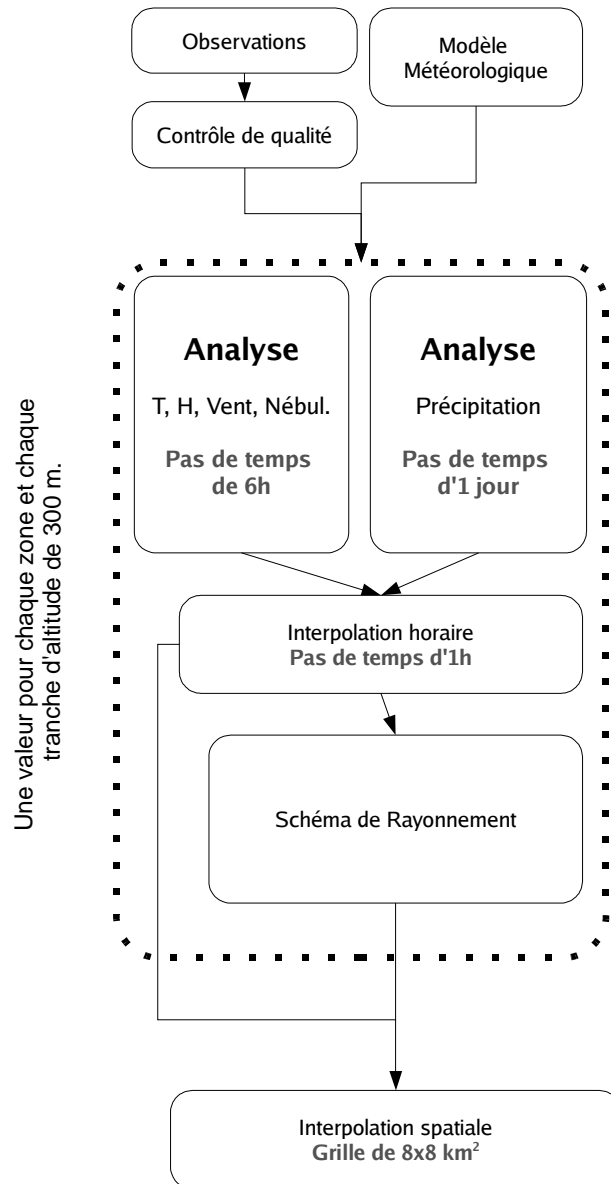 Observations
Modèle
Météorologique
Contrôle de qualité
Une valeur pour chaque zone et chaque
tranche d'altitude de 300 m.
Analyse
T, H, Vent, Nébul.
Pas de temps
de 6h
Analyse
Précipitation
Pas de temps
d'1 jour
Interpolation horaire
Pas de temps d'1h
Schéma de Rayonnement
Interpolation spatiale
Grille de 8x8 km²